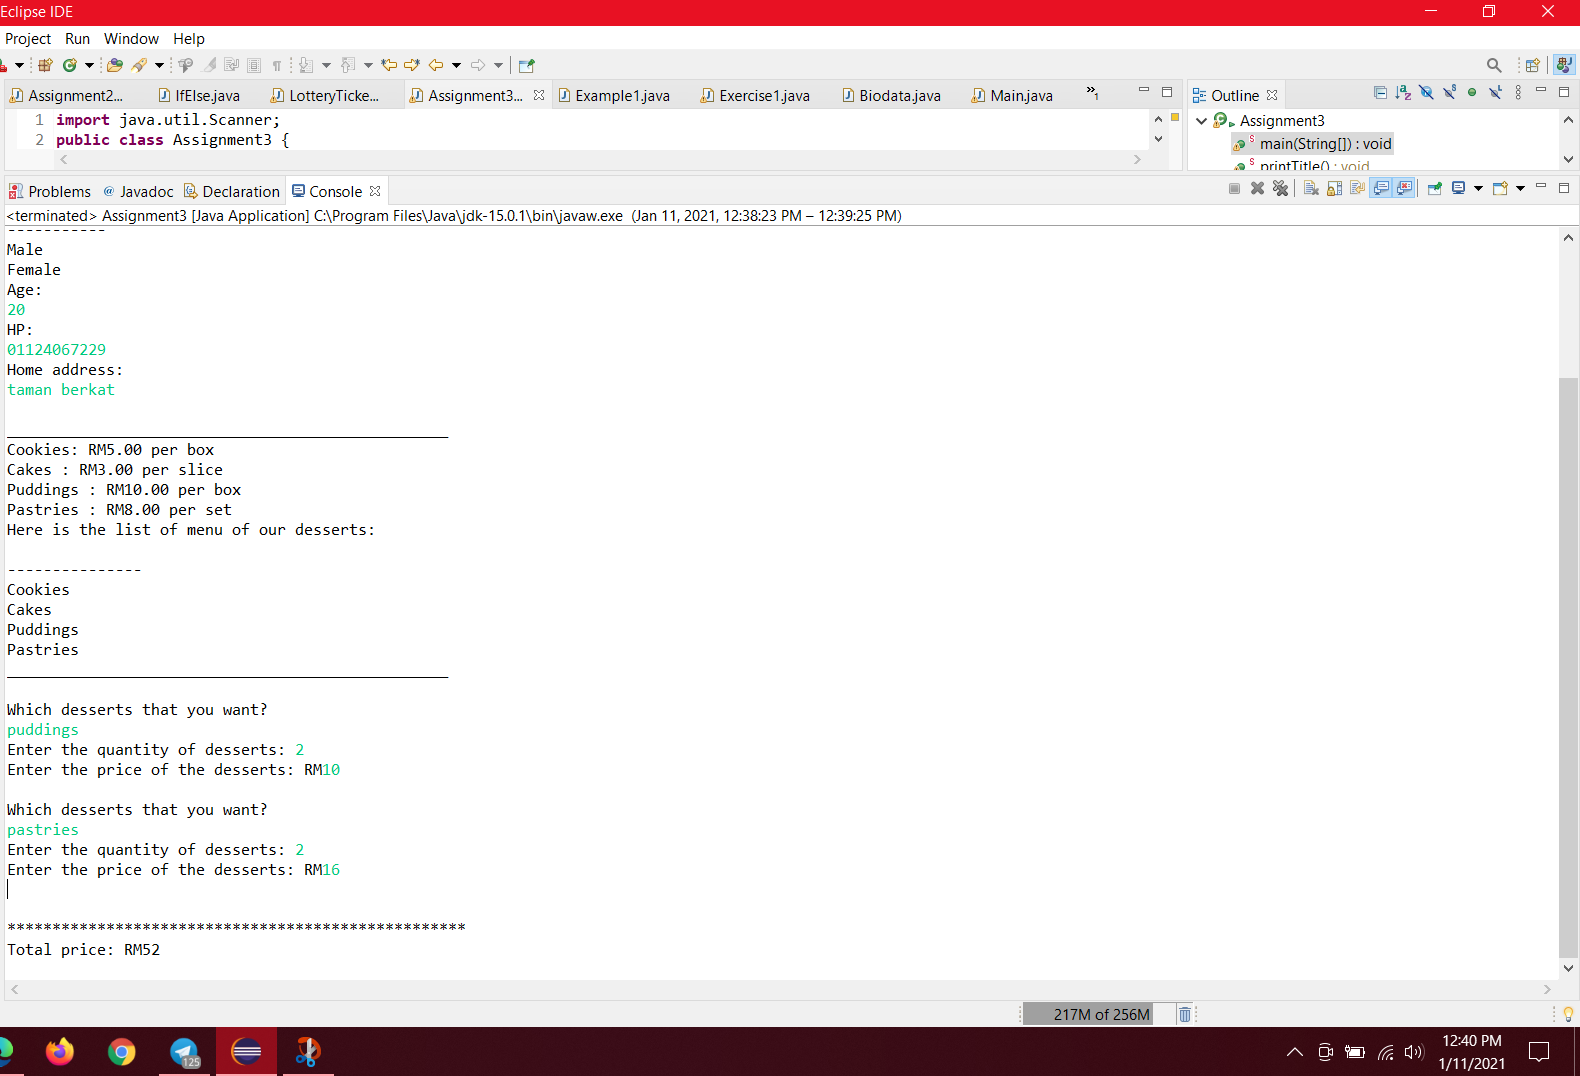 Eclipse IDE
Project Run Window Help
Assignment2... IfElse.java LotteryTicke... Assignment3... Example1.java Exercise1.java Biodata.java Main.java »1 Outline
1 import java.util.Scanner;
2 public class Assignment3 {
Assignment3
main(String[]) : void
printTitle() : void
Problems @ Javadoc Declaration Console
<terminated> Assignment3 [Java Application] C:\Program Files\Java\jdk-15.0.1\bin\javaw.exe (Jan 11, 2021, 12:38:23 PM – 12:39:25 PM)
-----------
Male
Female
Age:
20
HP:
01124067229
Home address:
taman berkat
_________________________________________________
Cookies: RM5.00 per box
Cakes : RM3.00 per slice
Puddings : RM10.00 per box
Pastries : RM8.00 per set
Here is the list of menu of our desserts:
---------------
Cookies
Cakes
Puddings
Pastries
_________________________________________________
Which desserts that you want?
puddings
Enter the quantity of desserts: 2
Enter the price of the desserts: RM10
Which desserts that you want?
pastries
Enter the quantity of desserts: 2
Enter the price of the desserts: RM16
***************************************************
Total price: RM52
217M of 256M
125
12:40 PM
1/11/2021